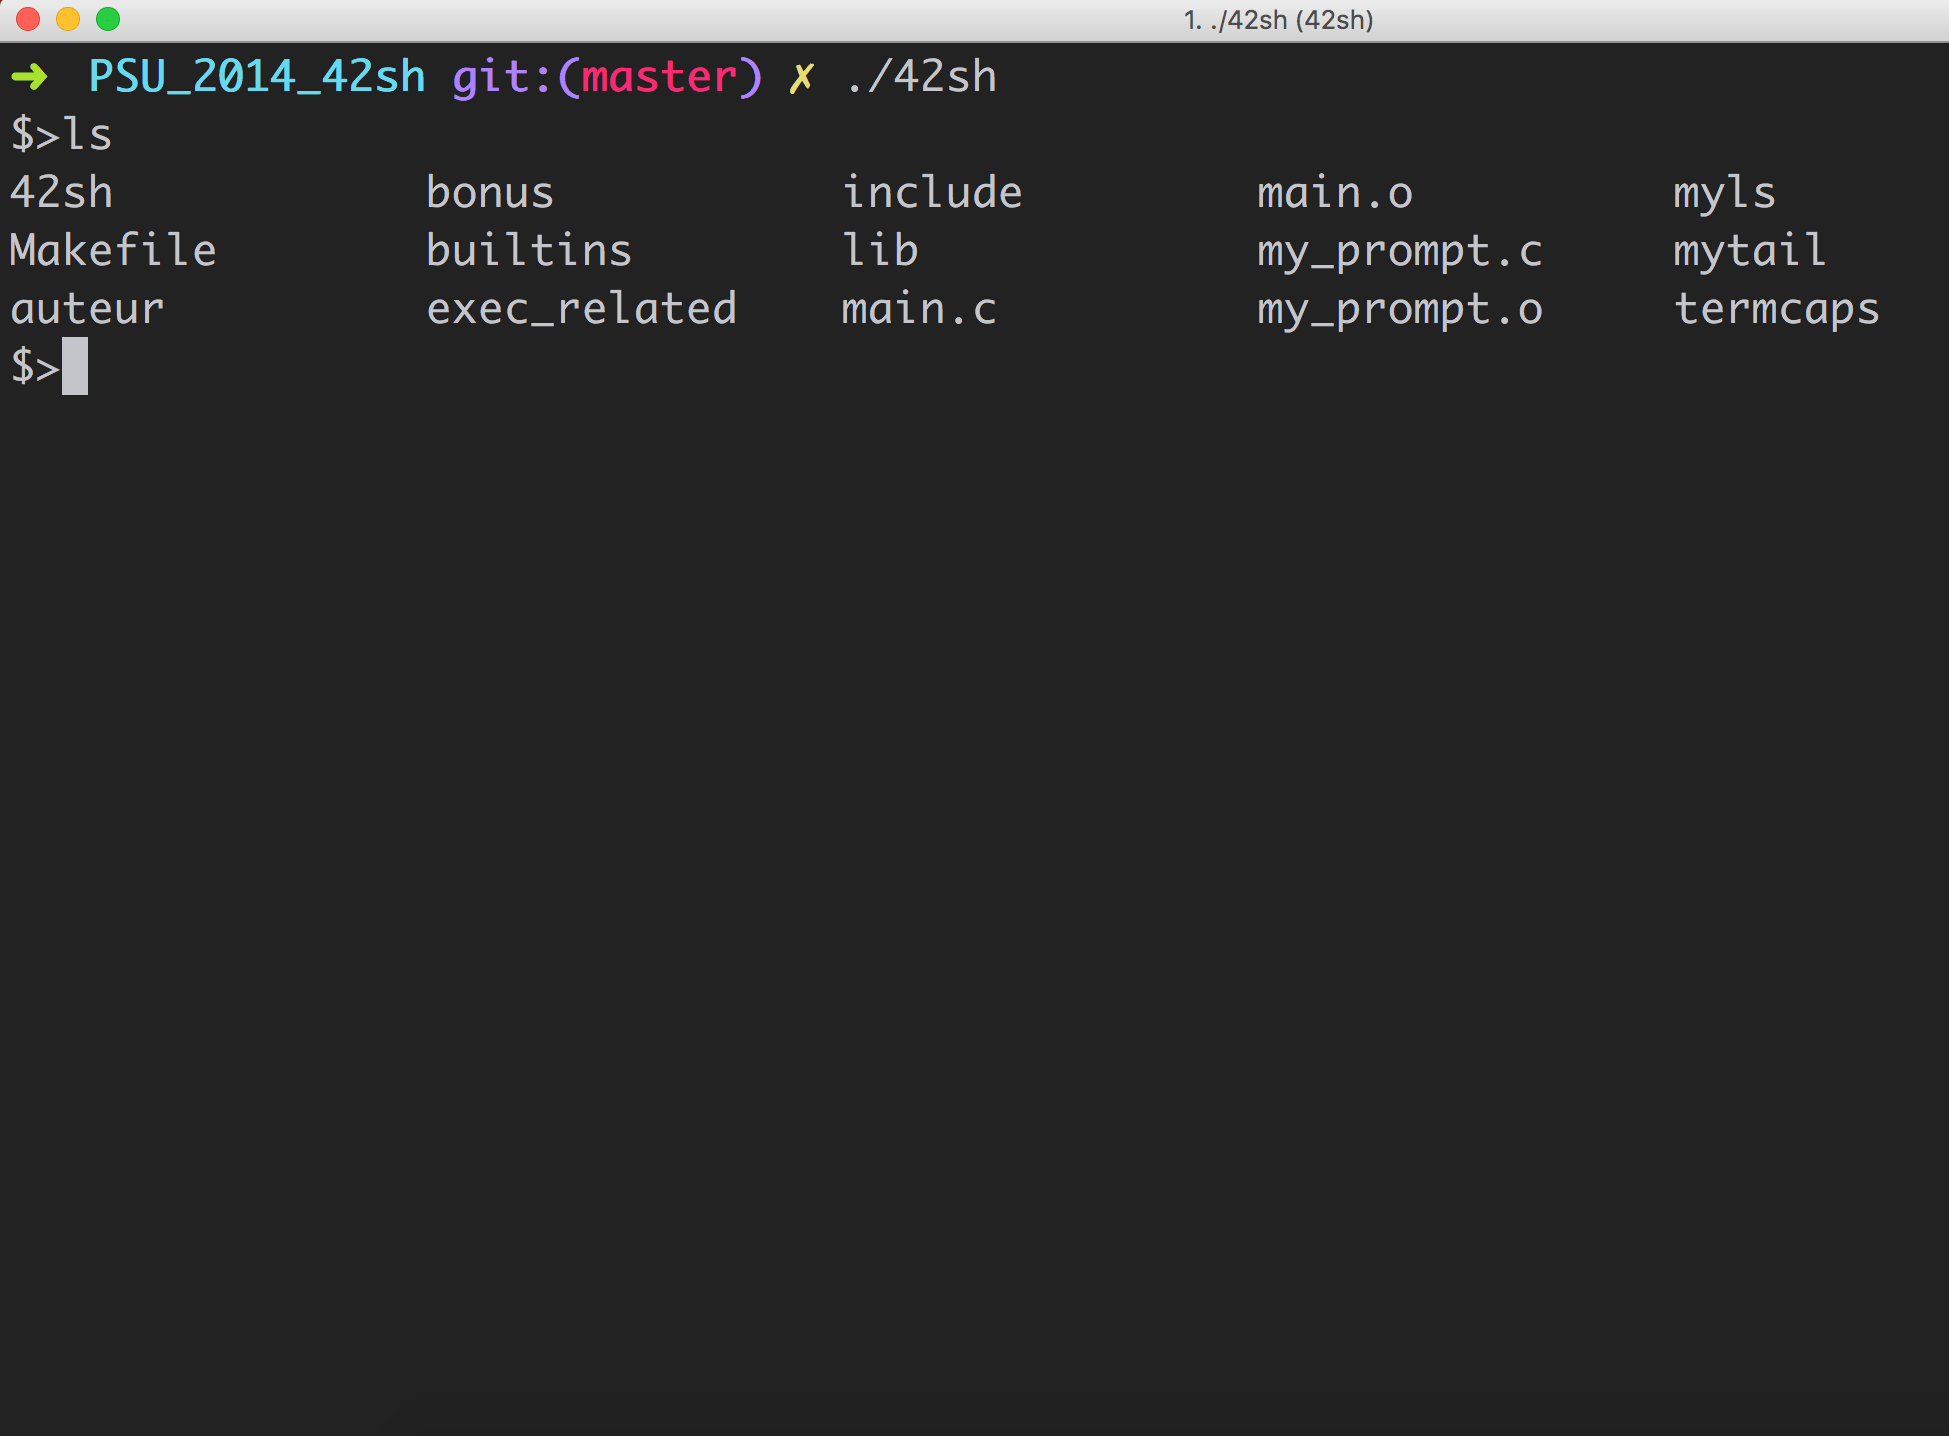 1. ./42sh (42sh)
➜ PSU_2014_42sh git:(master) ✗ ./42sh
$>ls
42sh bonus include main.o myls
Makefile builtins lib my_prompt.c mytail
auteur exec_related main.c my_prompt.o termcaps
$>